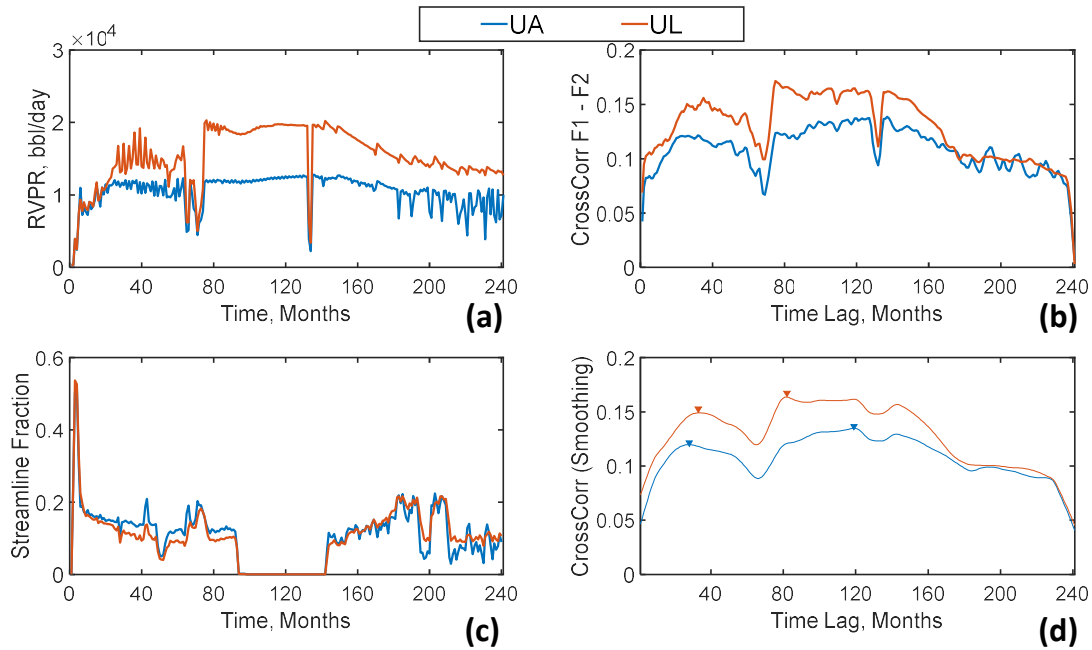 UA UL
×10⁴
3
2
1
0
RVPR, bbl/day
0 40 80 120 160 200 240
Time, Months
(a)
0.2
0.15
0.1
0.05
0
CrossCorr F1 - F2
40 80 120 160 200 240
Time Lag, Months
(b)
0.6
0.4
0.2
0
Streamline Fraction
0 40 80 120 160 200 240
Time, Months
(c)
0.2
0.15
0.1
0.05
0
CrossCorr (Smoothing)
40 80 120 160 200 240
Time Lag, Months
(d)